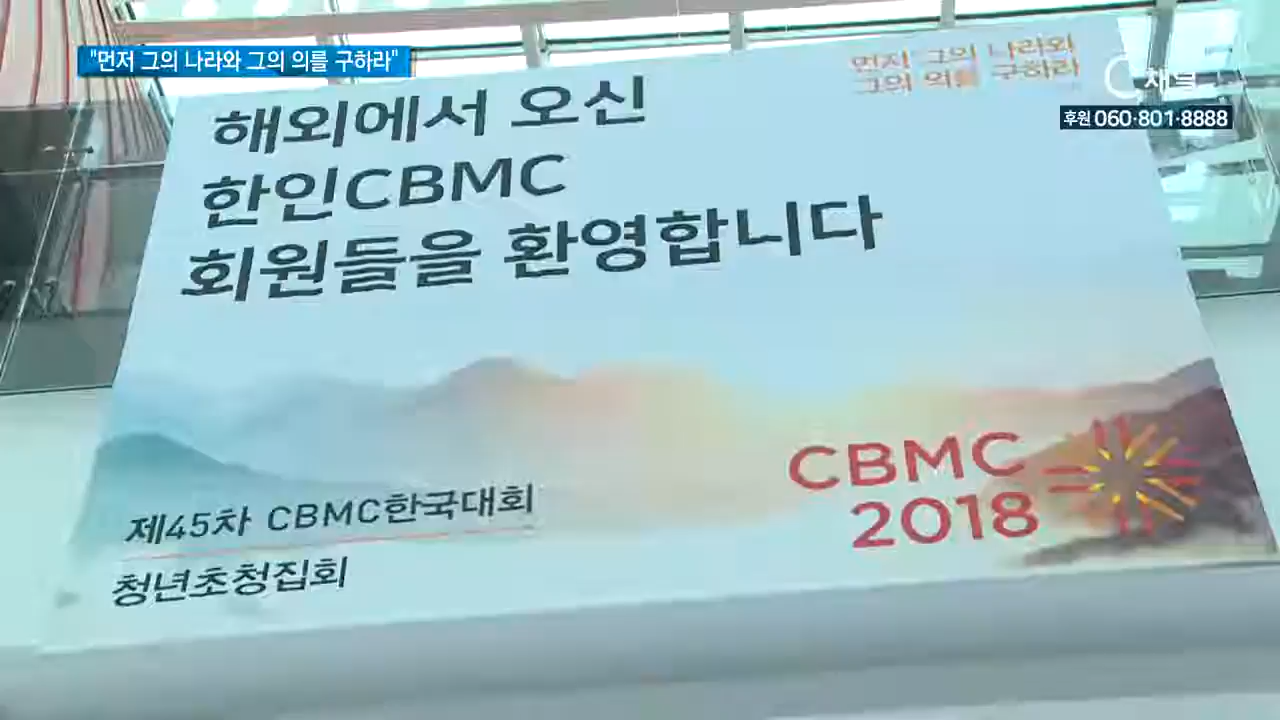 "먼저 그의 나라와 그의 의를 구하라"
먼저 그의 나라와
그의 의를 구하라
C채널
후원 060·801·8888
해외에서 오신
한인CBMC
회원들을 환영합니다
CBMC
2018
제45차 CBMC한국대회
청년초청집회